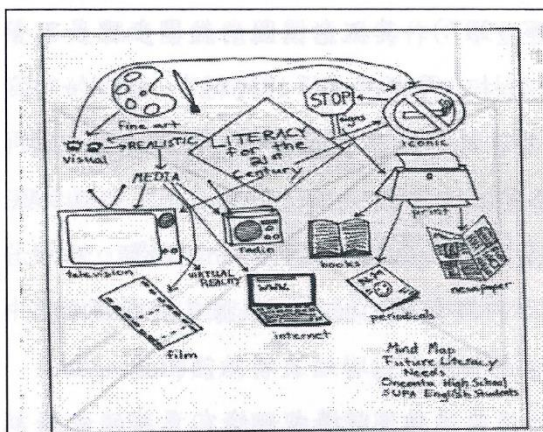 STOP
signs
fine art
iconic
LITERACY
for the
21st
Century
visual
REALISTIC
MEDIA
print
radio
books
newspaper
television
VIRTUAL
REALITY
WWW.
periodicals
internet
film
Mind Map
Future Literacy
Needs
Oneonta High School
SUPA English Students